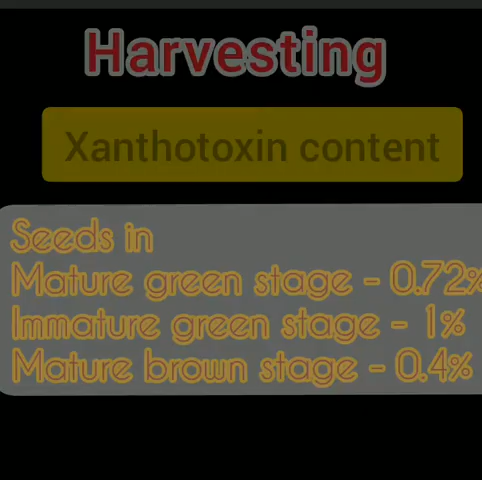 Harvesting
Xanthotoxin content
Seeds in
Mature green stage - 0.72%
Immature green stage - 1%
Mature brown stage - 0.4%